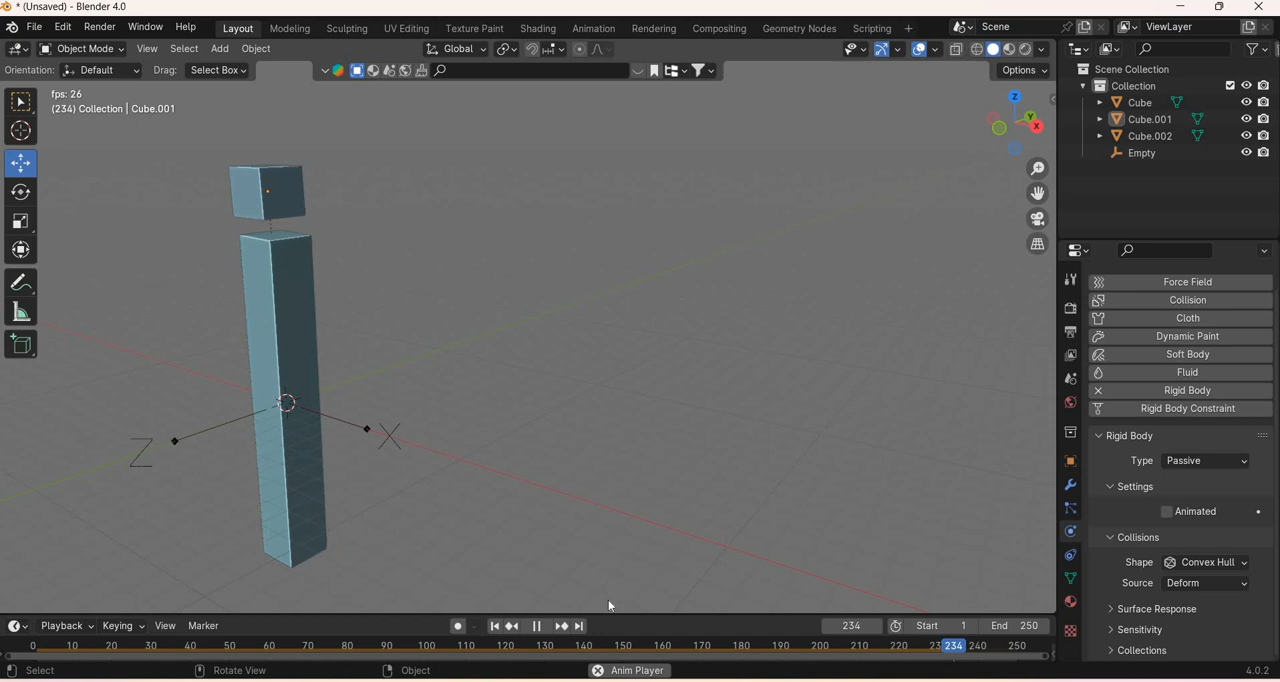 * (Unsaved) - Blender 4.0
File Edit Render Window Help Layout Modeling Sculpting UV Editing Texture Paint Shading Animation Rendering Compositing Geometry Nodes Scripting + Scene ViewLayer
Object Mode View Select Add Object Global
Orientation: Default Drag: Select Box Options
fps: 26
(234) Collection | Cube.001
Z
Y
X
Scene Collection
Collection
Cube
Cube.001
Cube.002
Empty
Force Field
Collision
Cloth
Dynamic Paint
Soft Body
Fluid
Rigid Body
Rigid Body Constraint
Rigid Body
Type Passive
Settings
Animated
Collisions
Shape Convex Hull
Source Deform
Surface Response
Sensitivity
Collections
Z
X
Playback Keying View Marker 234 Start 1 End 250
0 10 20 30 40 50 60 70 80 90 100 110 120 130 140 150 160 170 180 190 200 210 220 23 234 240 250
Select Rotate View Object Anim Player 4.0.2